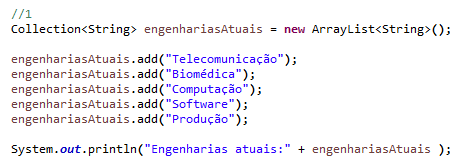 //1
Collection<String> engenhariasAtuais = new ArrayList<String>();
engenhariasAtuais.add("Telecomunicação");
engenhariasAtuais.add("Biomédica");
engenhariasAtuais.add("Computação");
engenhariasAtuais.add("Software");
engenhariasAtuais.add("Produção");
System.out.println("Engenharias atuais:" + engenhariasAtuais );